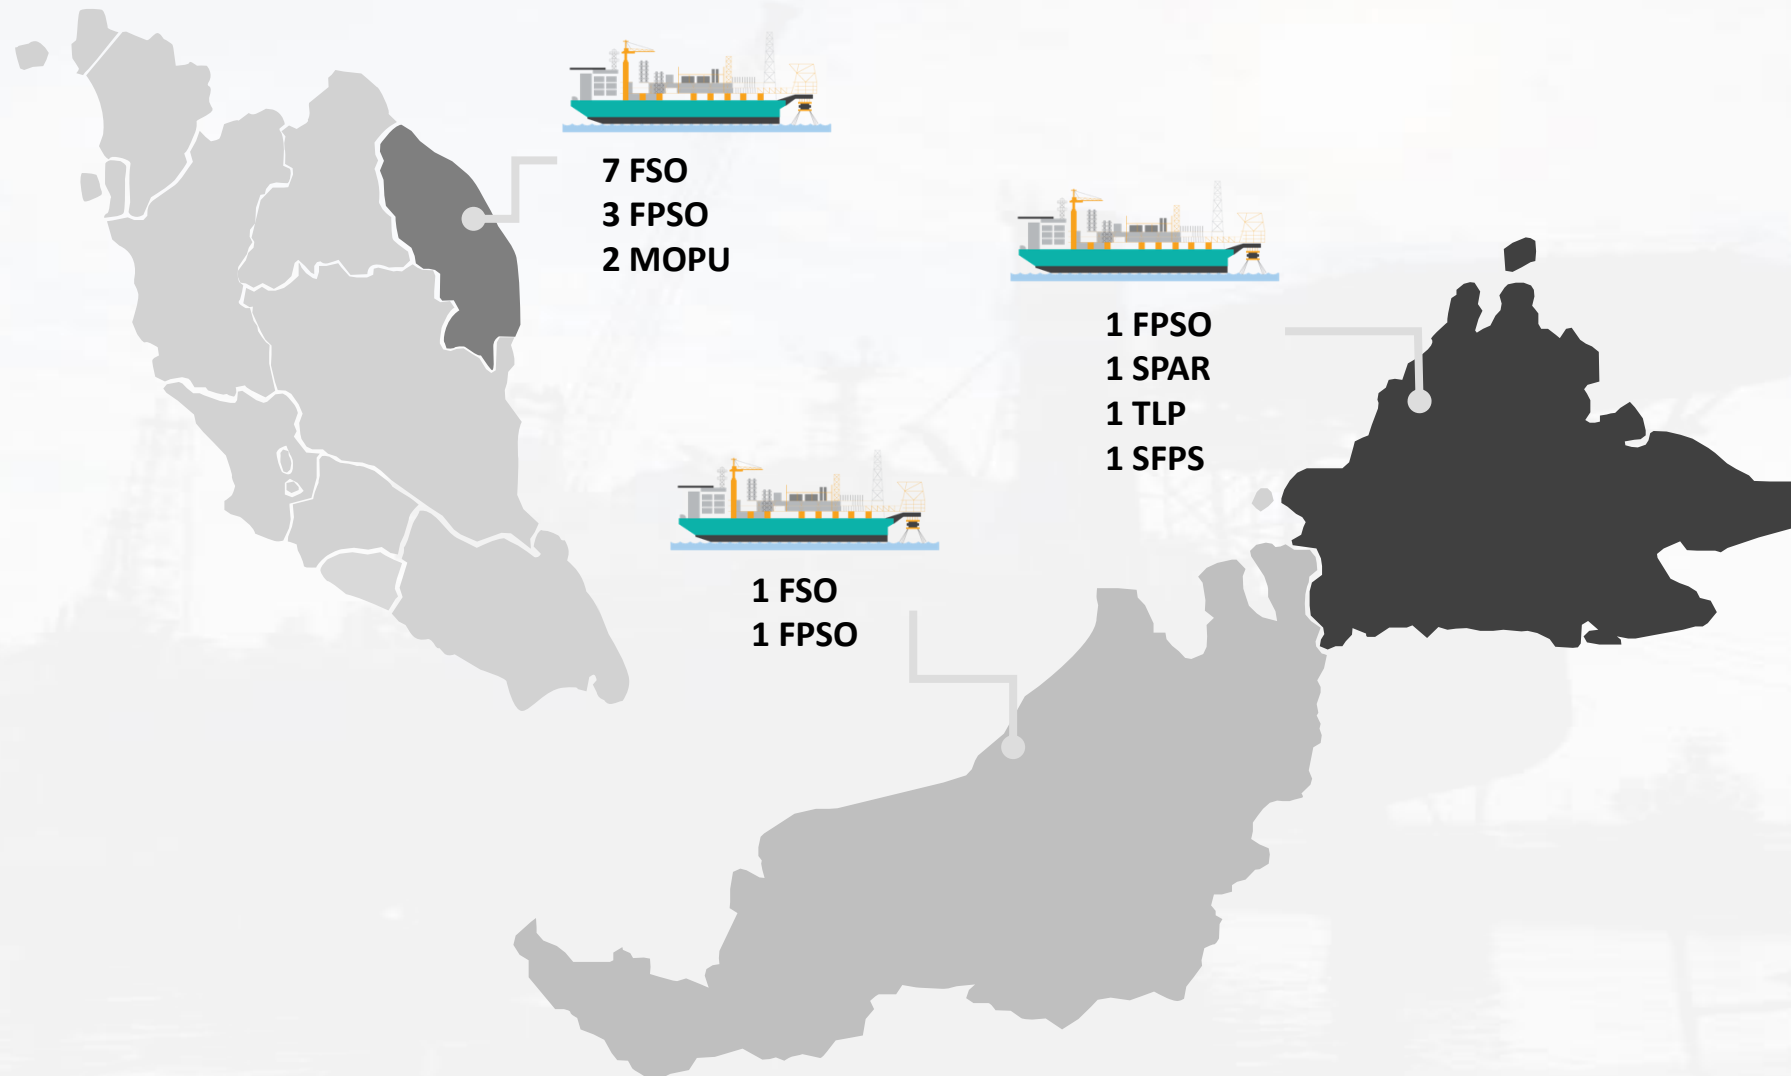 7 FSO
3 FPSO
2 MOPU
1 FPSO
1 SPAR
1 TLP
1 SFPS
1 FSO
1 FPSO